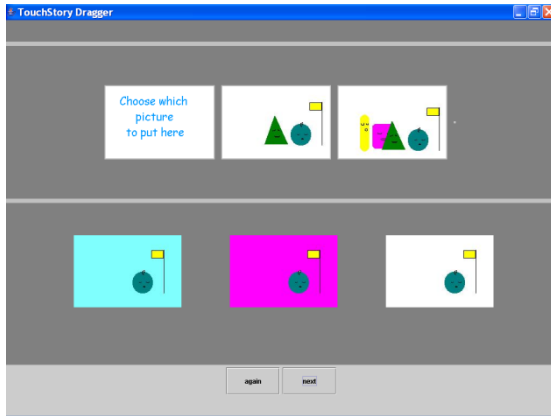 TouchStory Dragger
Choose which
picture
to put here
again
next